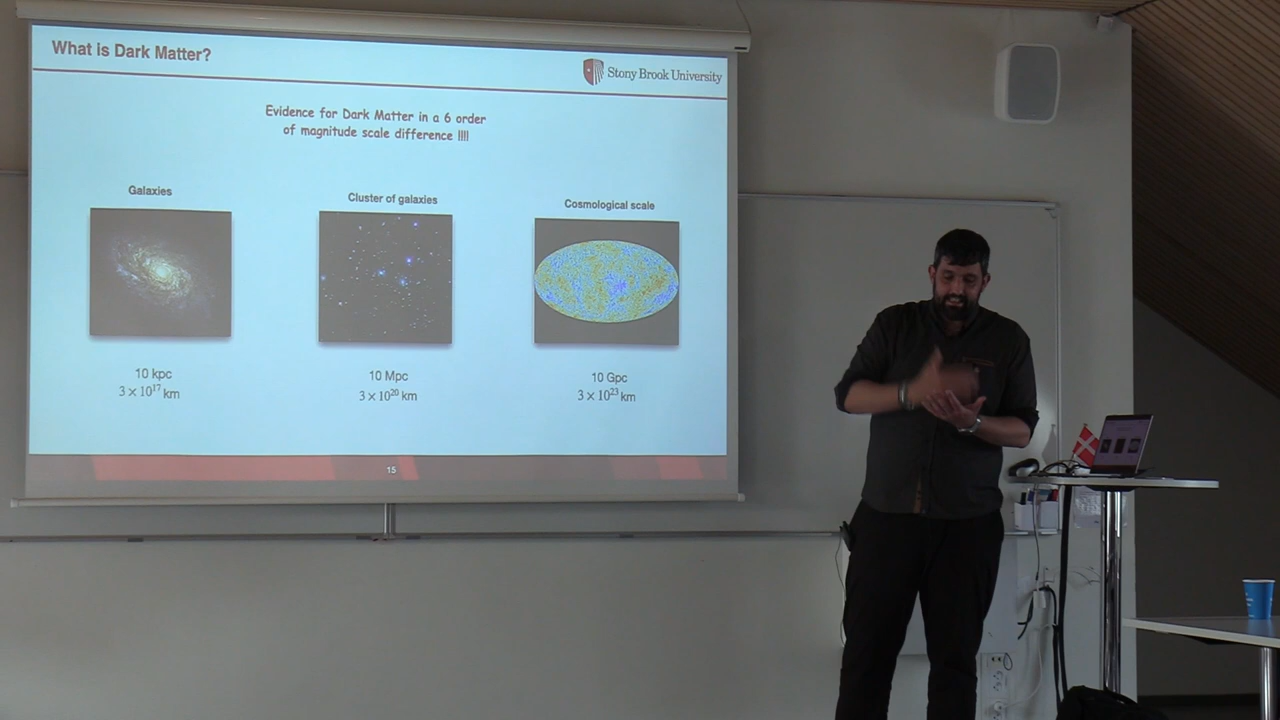 What is Dark Matter?
Stony Brook University
Evidence for Dark Matter in a 6 order
of magnitude scale difference !!!!
Galaxies
Cluster of galaxies
Cosmological scale
10 kpc
3 × 10¹⁷ km
10 Mpc
3 × 10²⁰ km
10 Gpc
3 × 10²³ km
15